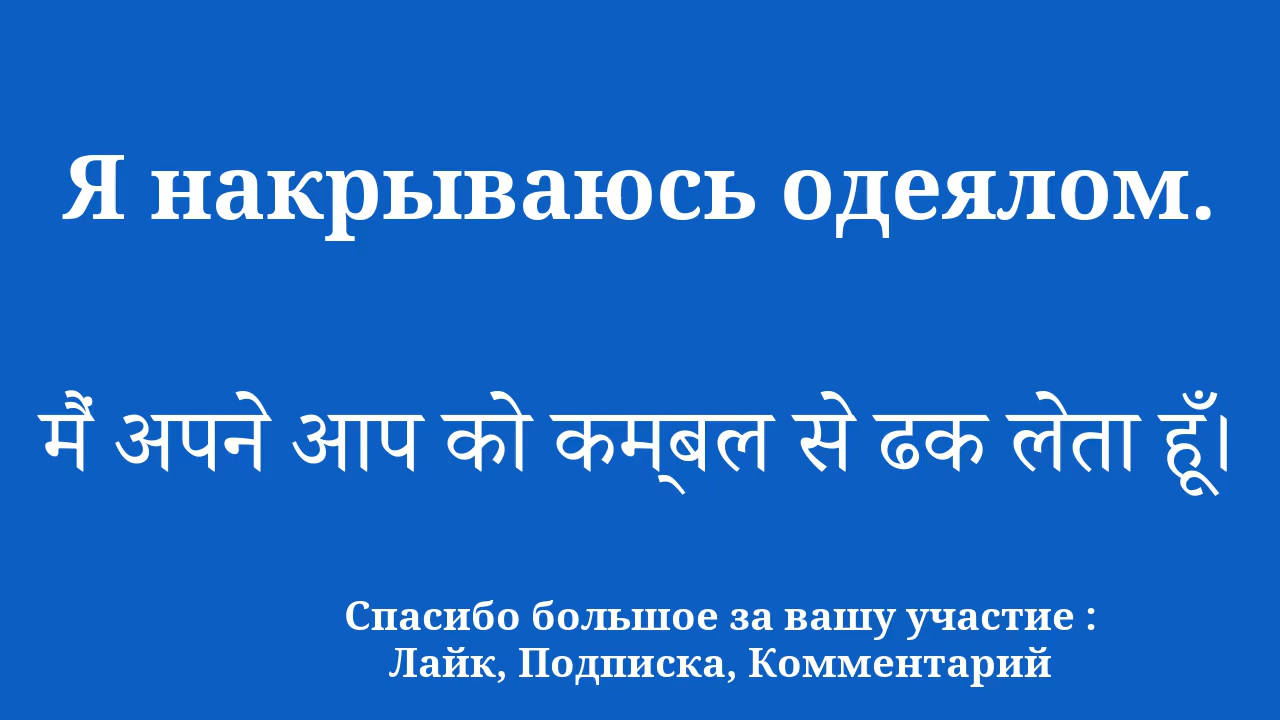 Я накрываюсь одеялом.
मैं अपने आप को कम्‌बल से ढक लेता हूँ।
Спасибо большое за вашу участие :
Лайк, Подписка, Комментарий